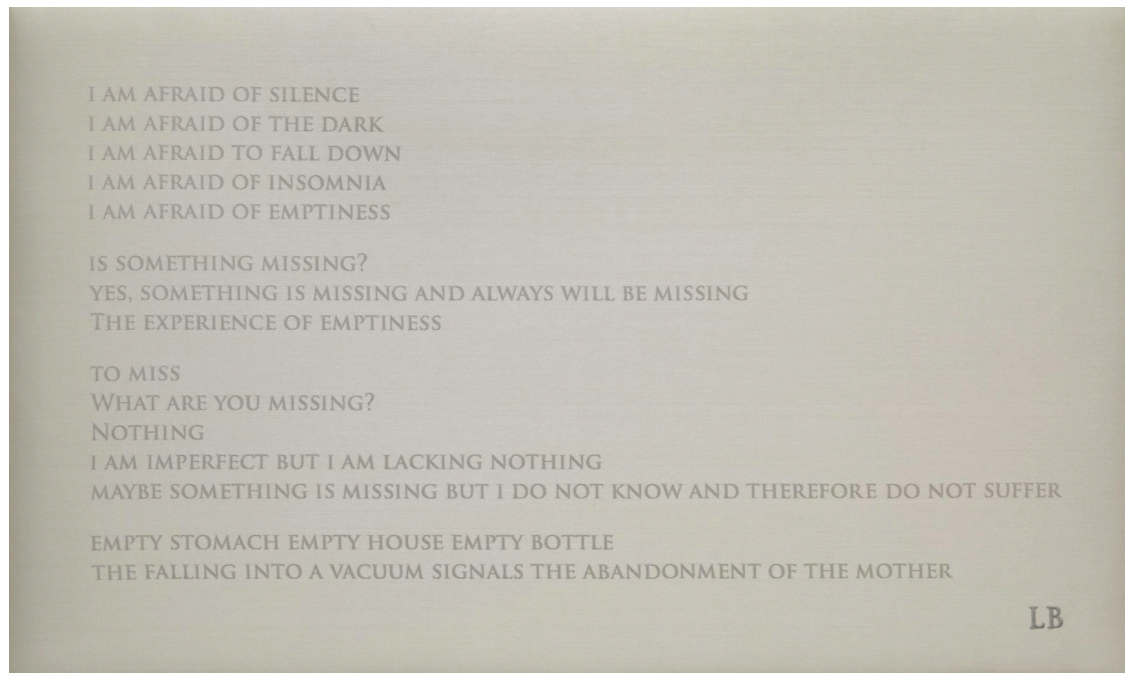 I AM AFRAID OF SILENCE
I AM AFRAID OF THE DARK
I AM AFRAID TO FALL DOWN
I AM AFRAID OF INSOMNIA
I AM AFRAID OF EMPTINESS
IS SOMETHING MISSING?
YES, SOMETHING IS MISSING AND ALWAYS WILL BE MISSING
THE EXPERIENCE OF EMPTINESS
TO MISS
WHAT ARE YOU MISSING?
NOTHING
I AM IMPERFECT BUT I AM LACKING NOTHING
MAYBE SOMETHING IS MISSING BUT I DO NOT KNOW AND THEREFORE DO NOT SUFFER
EMPTY STOMACH EMPTY HOUSE EMPTY BOTTLE
THE FALLING INTO A VACUUM SIGNALS THE ABANDONMENT OF THE MOTHER
LB